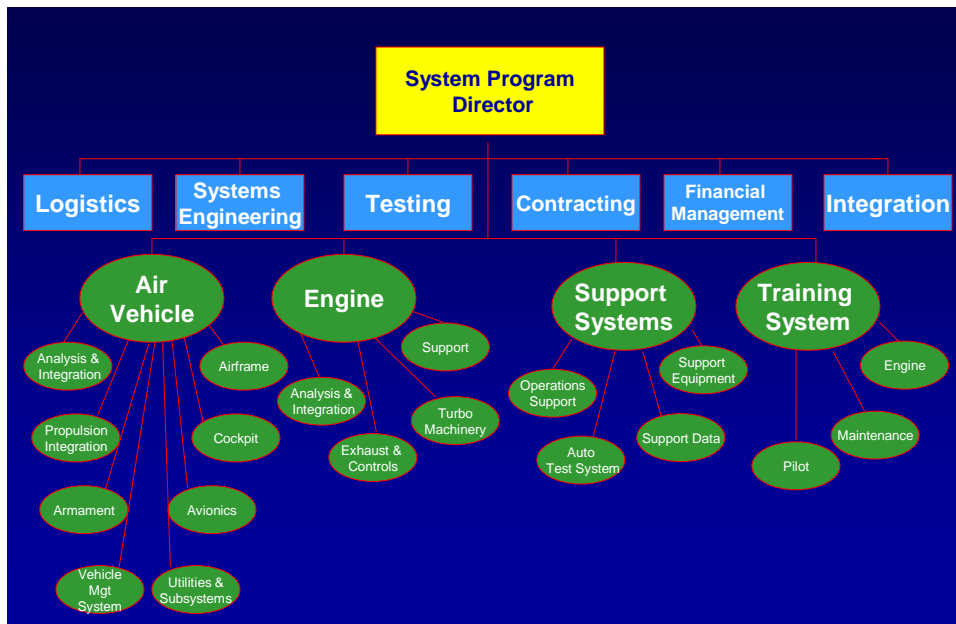 System Program
Director
Logistics
Systems
Engineering
Testing
Contracting
Financial
Management
Integration
Air
Vehicle
Engine
Support
Systems
Training
System
Analysis &
Integration
Airframe
Propulsion
Integration
Cockpit
Armament
Avionics
Vehicle
Mgt
System
Utilities &
Subsystems
Support
Analysis &
Integration
Turbo
Machinery
Exhaust &
Controls
Support
Equipment
Operations
Support
Support Data
Auto
Test System
Engine
Maintenance
Pilot